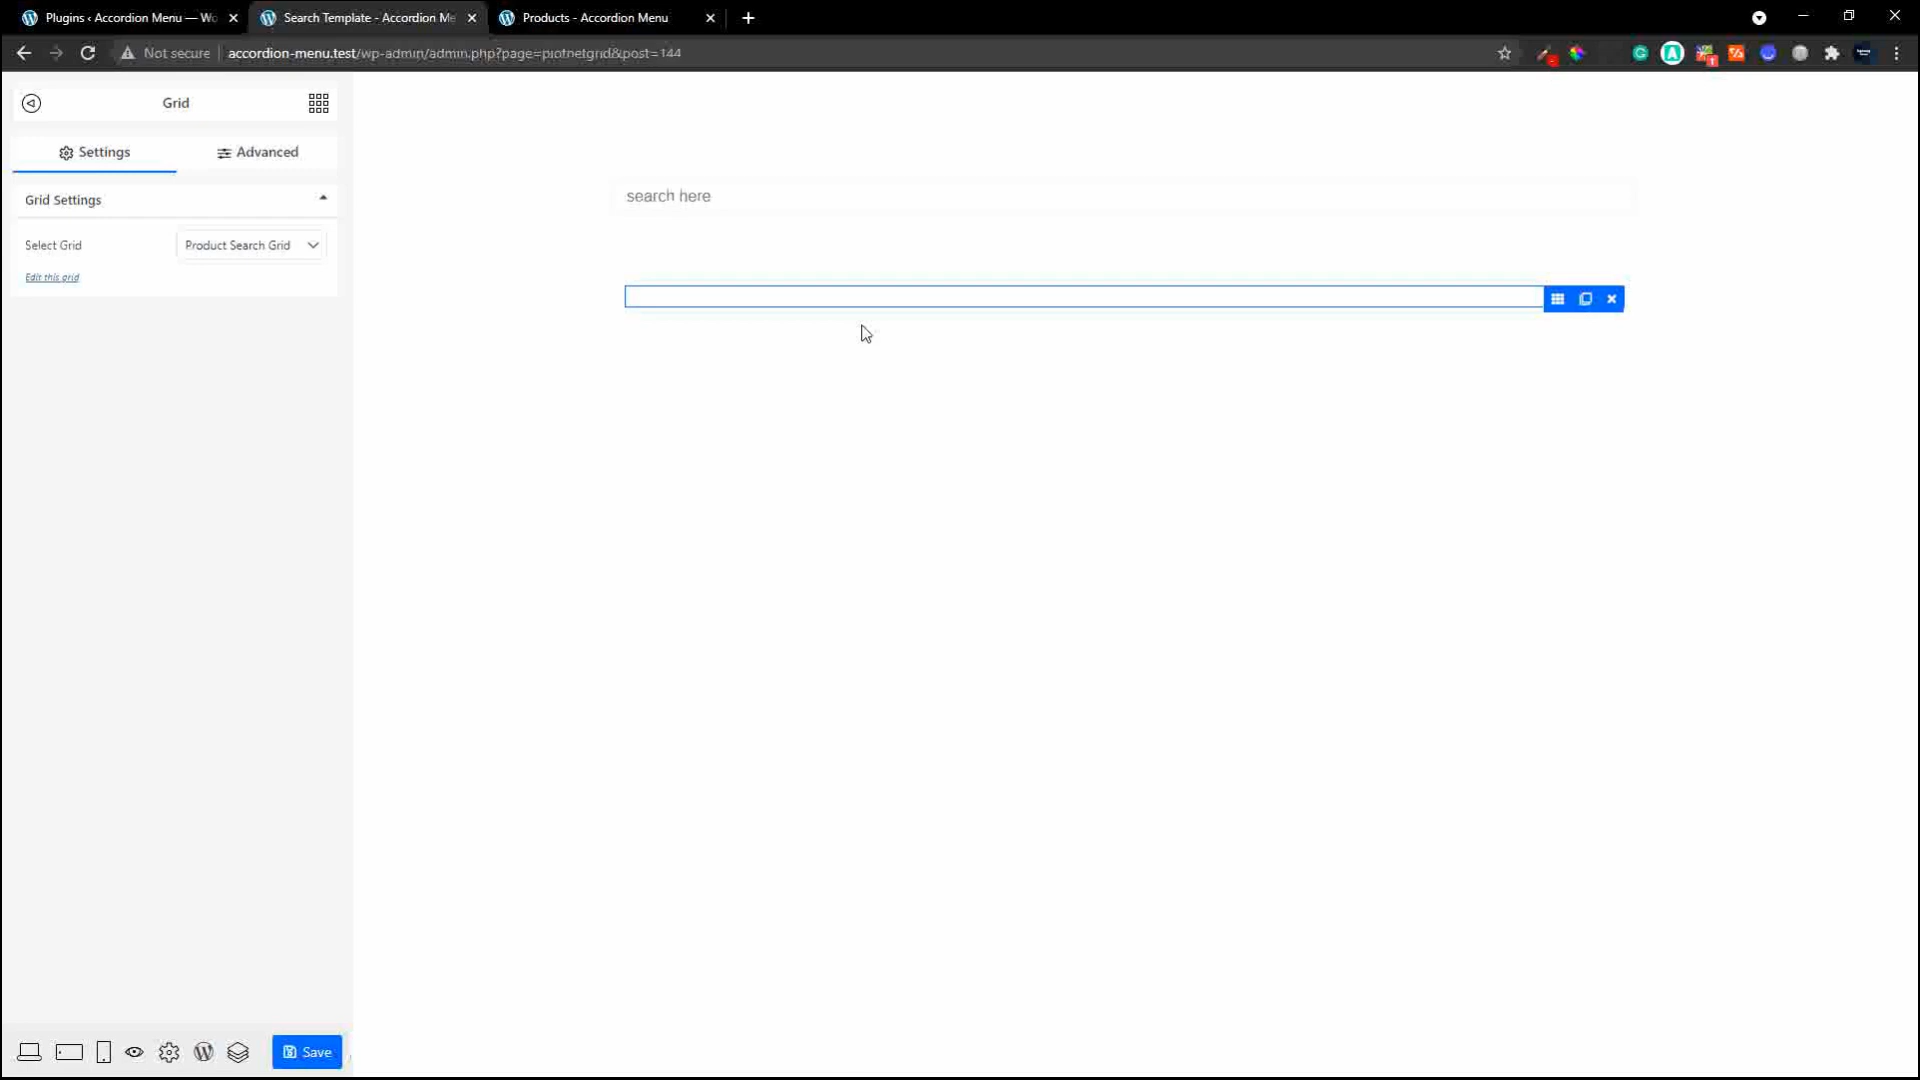 Plugins ‹ Accordion Menu — Wo
Search Template - Accordion Me
Products - Accordion Menu
Not secure
accordion-menu.test/wp-admin/admin.php?page=piotnetgrid&post=144
Grid
Settings
Advanced
Grid Settings
Select Grid
Product Search Grid
Edit this grid
search here
Save